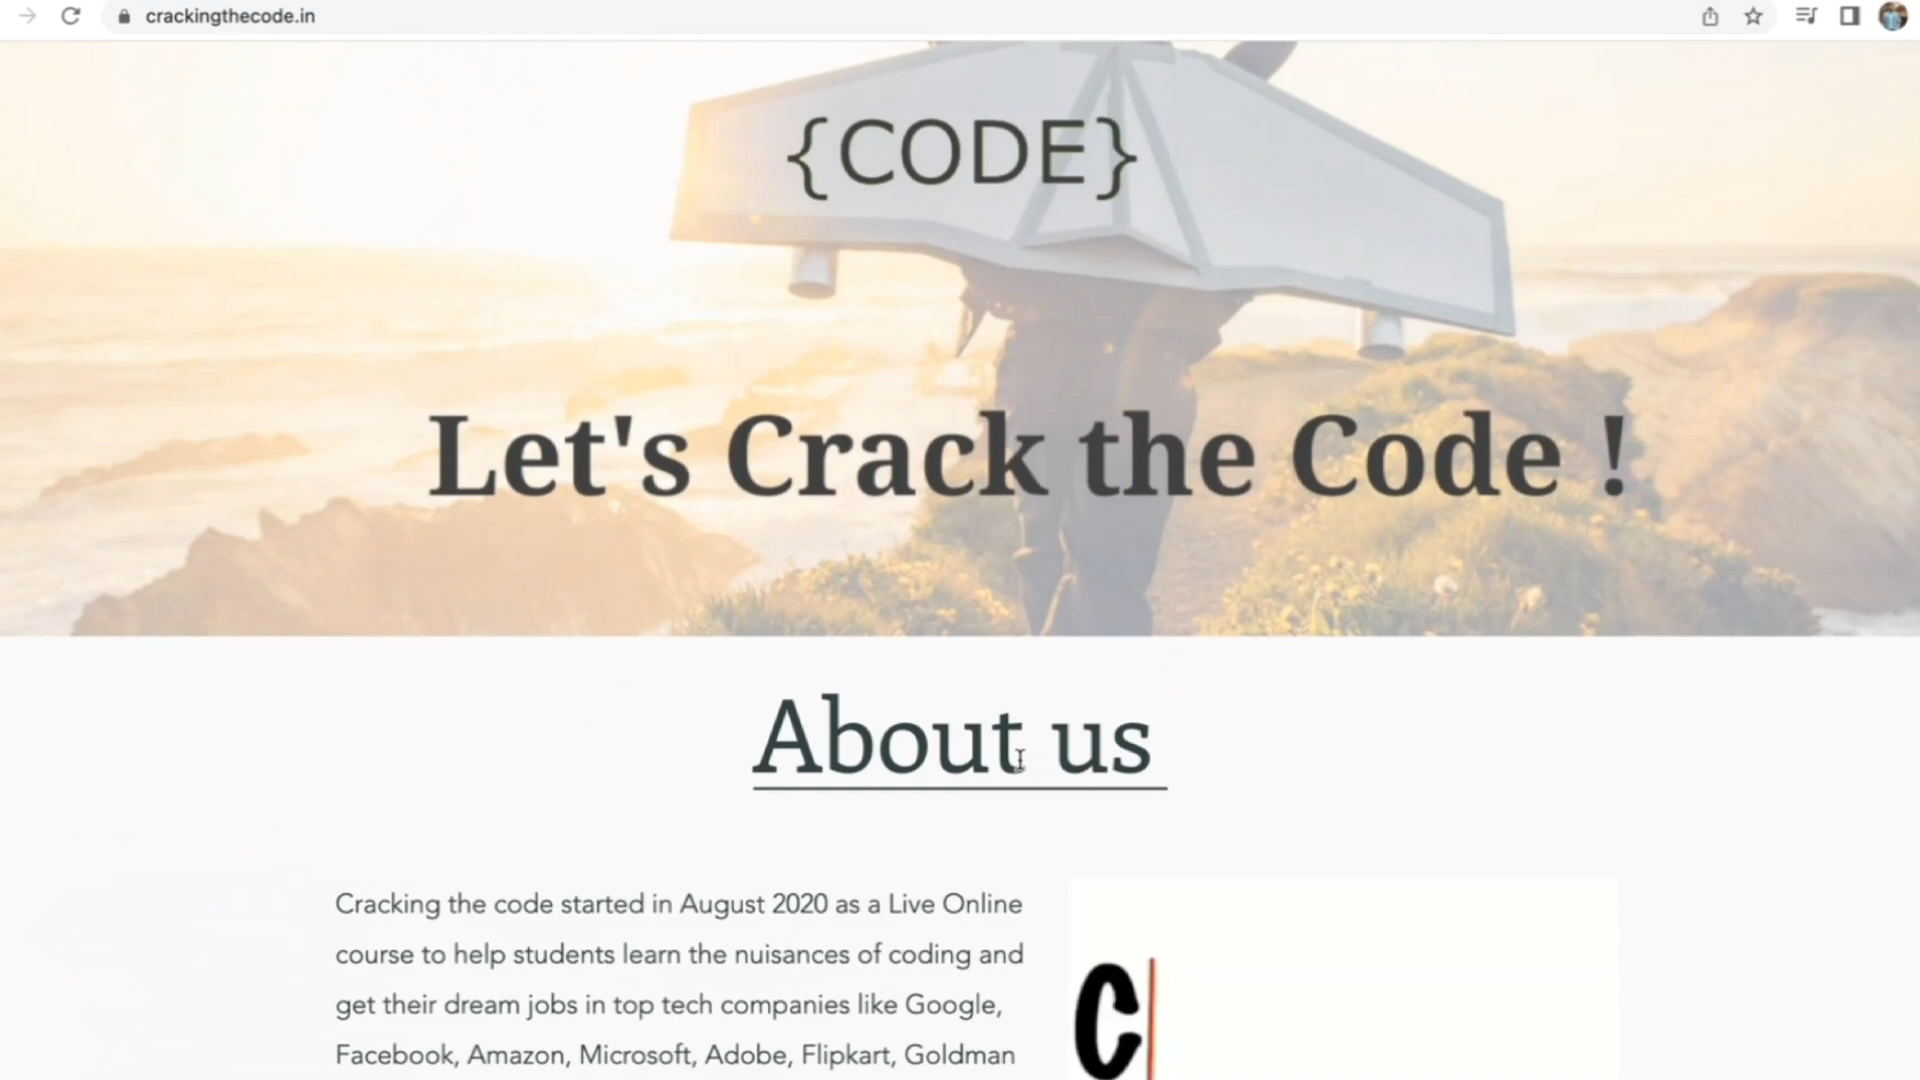 crackingthecode.in
{CODE}
Let's Crack the Code !
About us
Cracking the code started in August 2020 as a Live Online
course to help students learn the nuisances of coding and
get their dream jobs in top tech companies like Google,
Facebook, Amazon, Microsoft, Adobe, Flipkart, Goldman
C